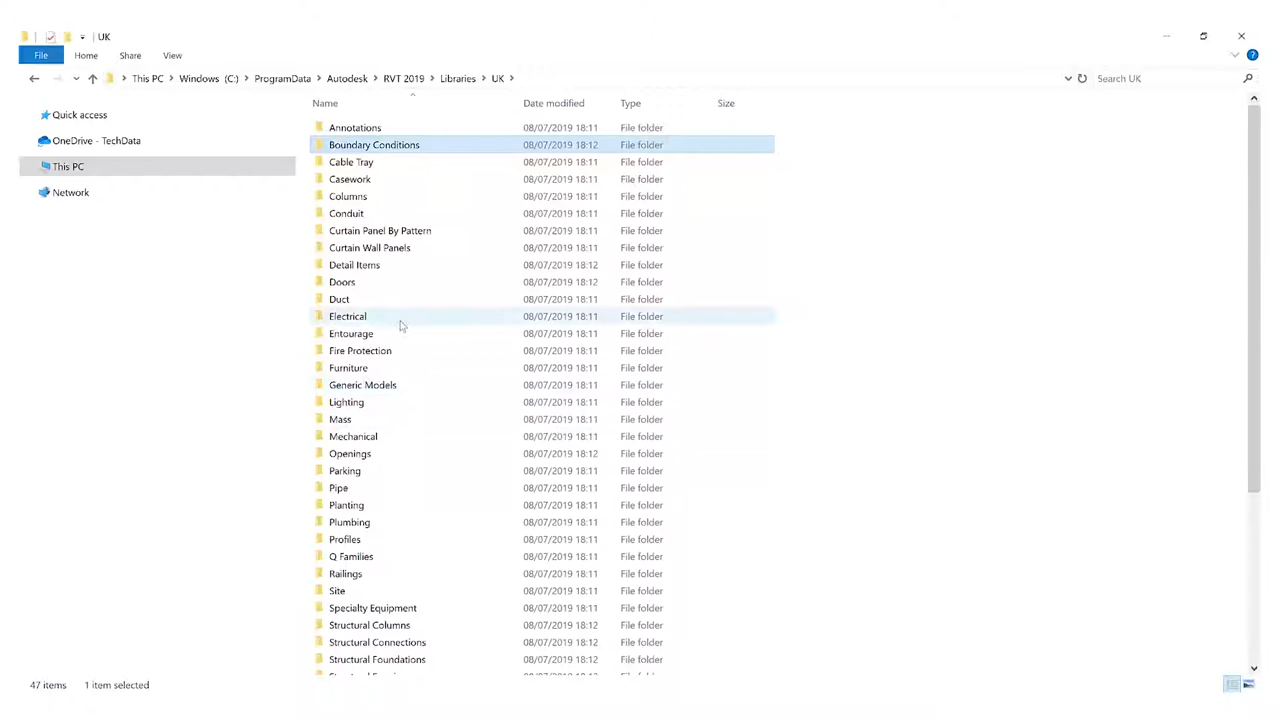 UK
File Home Share View
This PC Windows (C:) ProgramData Autodesk RVT 2019 Libraries UK Search UK
Name Date modified Type Size
Quick access
OneDrive - TechData
This PC
Network
Annotations 08/07/2019 18:11 File folder
Boundary Conditions 08/07/2019 18:12 File folder
Cable Tray 08/07/2019 18:11 File folder
Casework 08/07/2019 18:11 File folder
Columns 08/07/2019 18:11 File folder
Conduit 08/07/2019 18:11 File folder
Curtain Panel By Pattern 08/07/2019 18:11 File folder
Curtain Wall Panels 08/07/2019 18:11 File folder
Detail Items 08/07/2019 18:12 File folder
Doors 08/07/2019 18:12 File folder
Duct 08/07/2019 18:11 File folder
Electrical 08/07/2019 18:11 File folder
Entourage 08/07/2019 18:11 File folder
Fire Protection 08/07/2019 18:11 File folder
Furniture 08/07/2019 18:11 File folder
Generic Models 08/07/2019 18:11 File folder
Lighting 08/07/2019 18:11 File folder
Mass 08/07/2019 18:11 File folder
Mechanical 08/07/2019 18:11 File folder
Openings 08/07/2019 18:12 File folder
Parking 08/07/2019 18:11 File folder
Pipe 08/07/2019 18:11 File folder
Planting 08/07/2019 18:11 File folder
Plumbing 08/07/2019 18:11 File folder
Profiles 08/07/2019 18:11 File folder
Q Families 08/07/2019 18:11 File folder
Railings 08/07/2019 18:11 File folder
Site 08/07/2019 18:11 File folder
Specialty Equipment 08/07/2019 18:11 File folder
Structural Columns 08/07/2019 18:12 File folder
Structural Connections 08/07/2019 18:12 File folder
Structural Foundations 08/07/2019 18:12 File folder
47 items 1 item selected